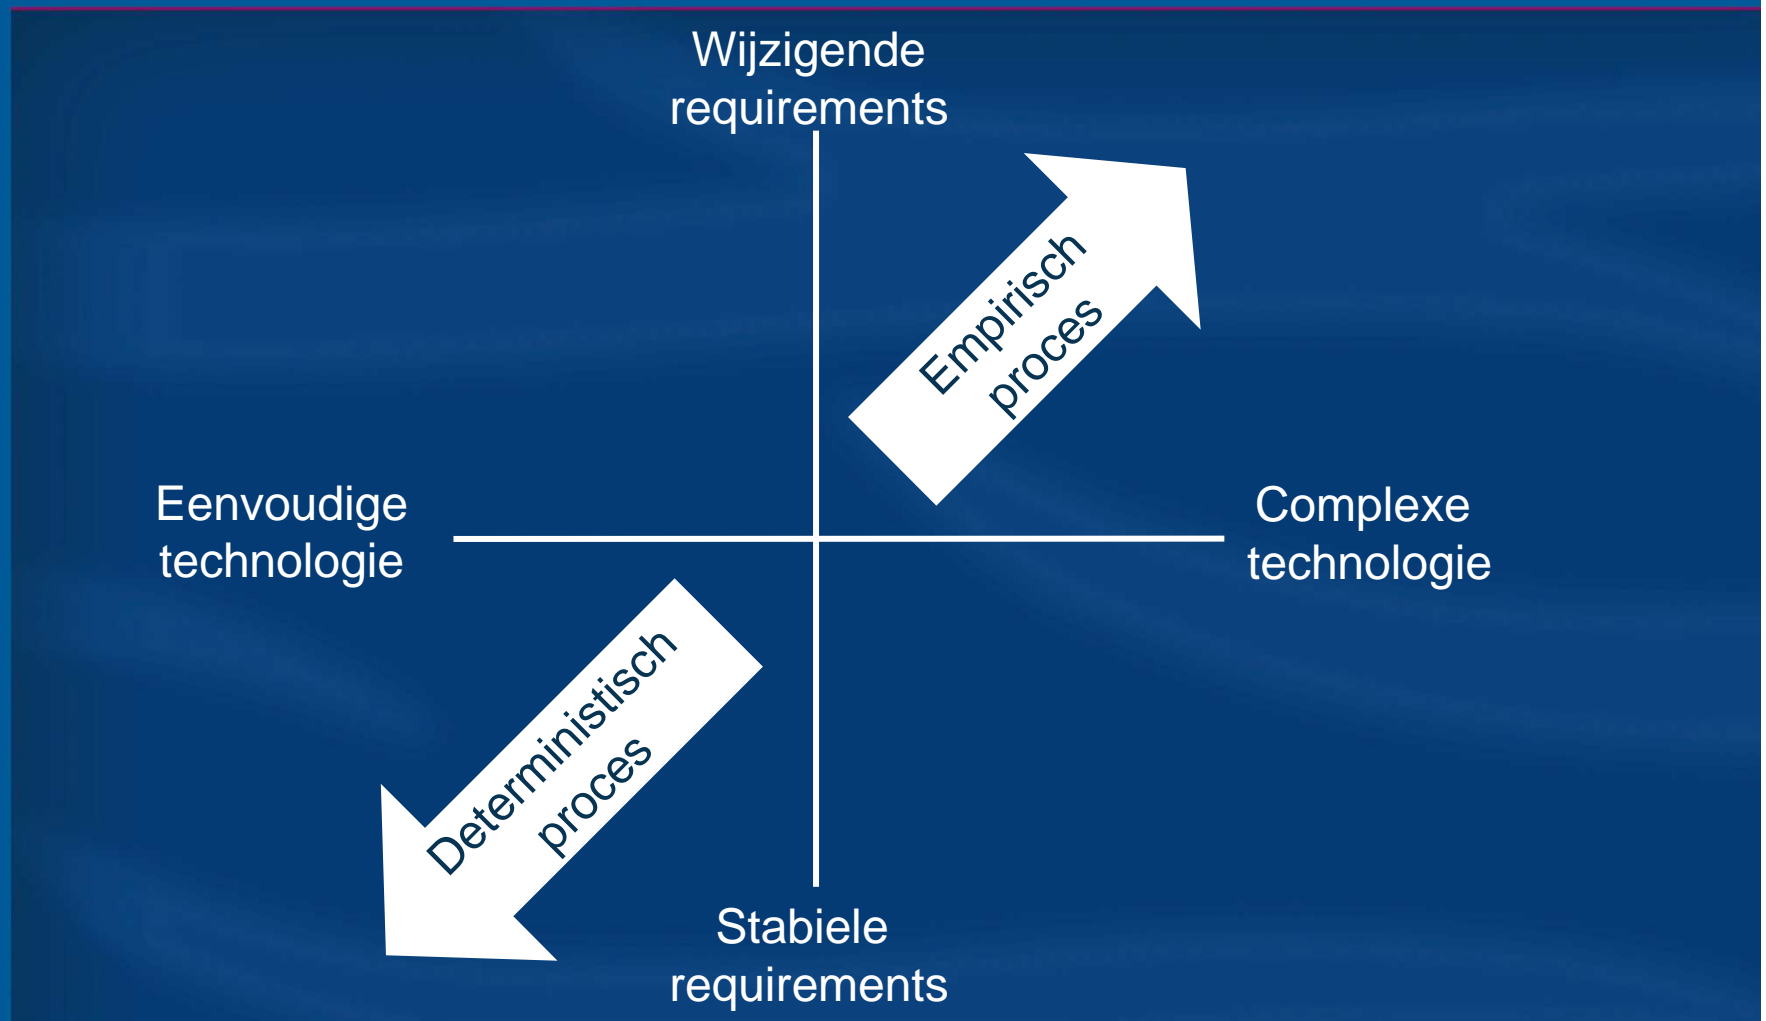 Wijzigende
requirements
Empirisch
proces
Eenvoudige
technologie
Complexe
technologie
Deterministisch
proces
Stabiele
requirements